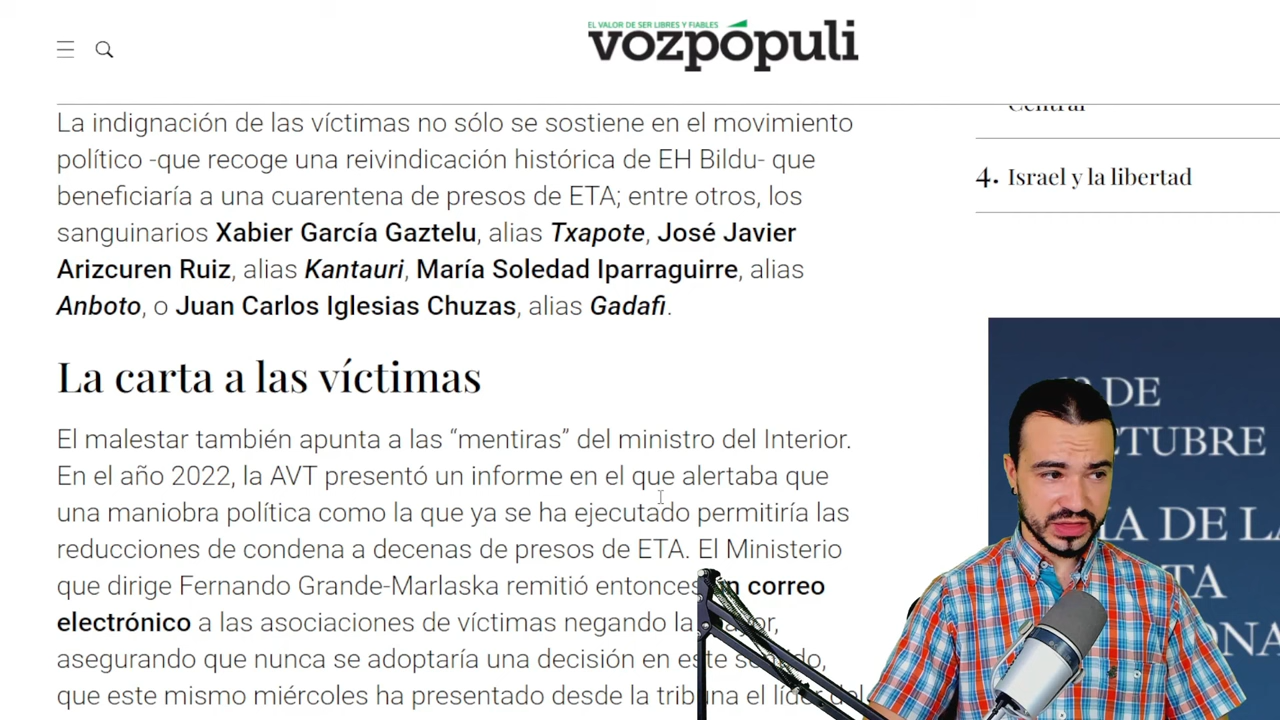 EL VALOR DE SER LIBRES Y FIABLES
vozpópuli
La indignación de las víctimas no sólo se sostiene en el movimiento
político -que recoge una reivindicación histórica de EH Bildu- que
beneficiaría a una cuarentena de presos de ETA; entre otros, los
sanguinarios Xabier García Gaztelu, alias Txapote, José Javier
Arizcuren Ruiz, alias Kantauri, María Soledad Iparraguirre, alias
Anboto, o Juan Carlos Iglesias Chuzas, alias Gadafi.
La carta a las víctimas
El malestar también apunta a las “mentiras” del ministro del Interior.
En el año 2022, la AVT presentó un informe en el que alertaba que
una maniobra política como la que ya se ha ejecutado permitiría las
reducciones de condena a decenas de presos de ETA. El Ministerio
que dirige Fernando Grande-Marlaska remitió entonces correo
electrónico a las asociaciones de víctimas negando la
asegurando que nunca se adoptaría una decisión en este
que este mismo miércoles ha presentado desde la el
Central
4. Israel y la libertad
DE
DE LA